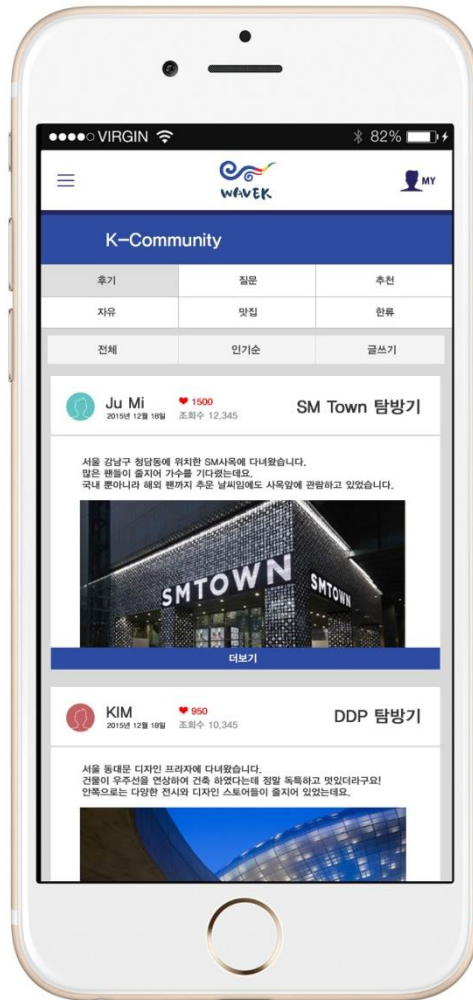 VIRGIN 82%
WAVEK
MY
K-Community
후기 질문 추천
자유 맛집 한류
전체 인기순 글쓰기
Ju Mi 1500 SM Town 탐방기
2015년 12월 18일 조회수 12,345
서울 강남구 청담동에 위치한 SM사옥에 다녀왔습니다.
많은 팬들이 줄지어 가수를 기다렸는데요.
국내 뿐아니라 해외 팬까지 추운 날씨임에도 사옥앞에 관람하고 있었습니다.
SMTOWN SMTOWN
더보기
KIM 950 DDP 탐방기
2015년 12월 18일 조회수 10,345
서울 동대문 디자인 프라자에 다녀왔습니다.
건물이 우주선을 연상하여 건축 하였다는데 정말 독특하고 멋있더라구요!
안쪽으로는 다양한 전시와 디자인 스토어들이 줄지어 있었는데요.